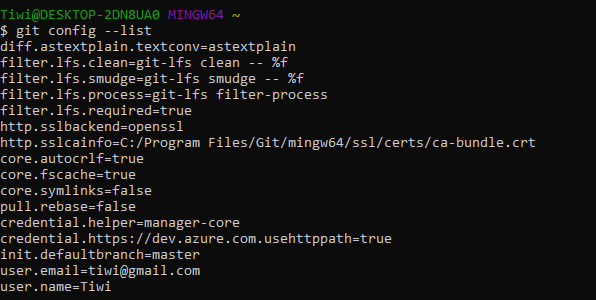 Tiwi@DESKTOP-2DN8UA0 MINGW64 ~
$ git config --list
diff.astextplain.textconv=astextplain
filter.lfs.clean=git-lfs clean -- %f
filter.lfs.smudge=git-lfs smudge -- %f
filter.lfs.process=git-lfs filter-process
filter.lfs.required=true
http.sslbackend=openssl
http.sslcainfo=C:/Program Files/Git/mingw64/ssl/certs/ca-bundle.crt
core.autocrlf=true
core.fscache=true
core.symlinks=false
pull.rebase=false
credential.helper=manager-core
credential.https://dev.azure.com.usehttppath=true
init.defaultbranch=master
user.email=tiwi@gmail.com
user.name=Tiwi